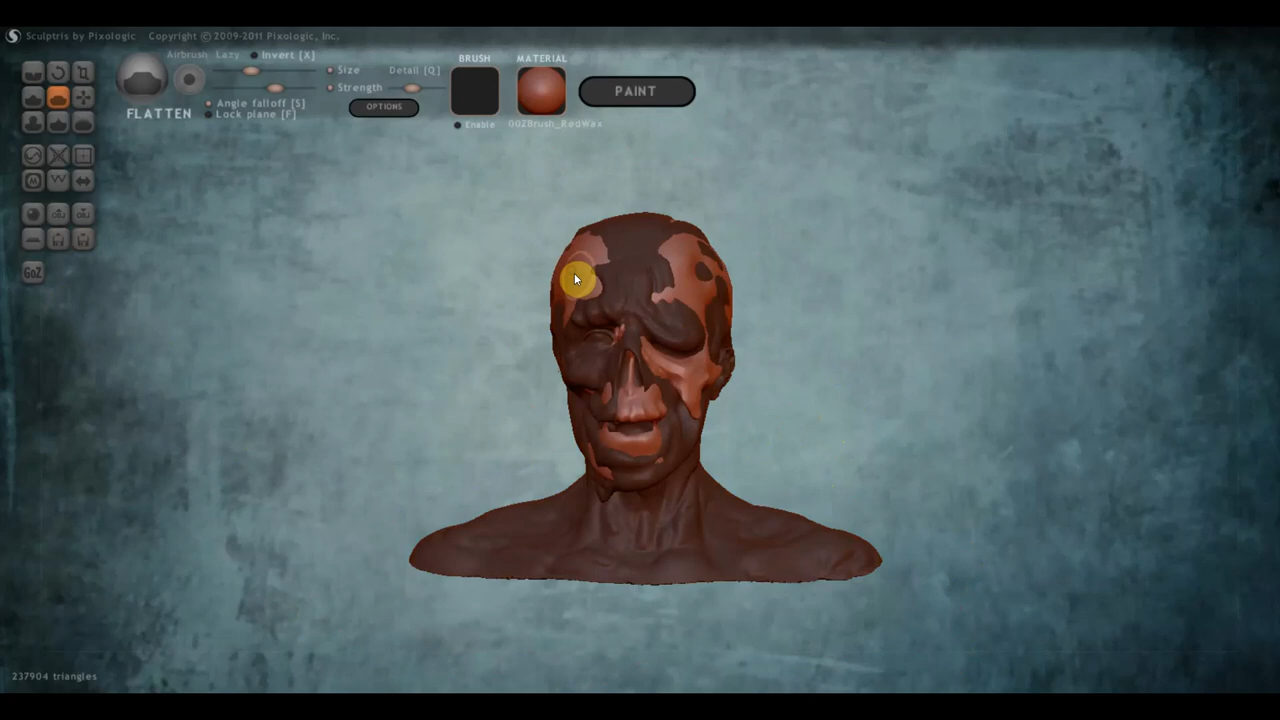 Sculptris by Pixologic Copyright ©2009-2011 Pixologic, Inc.
Airbrush Lazy Invert [X]
Size Detail [Q]
Strength
Angle falloff [S]
Lock plane [F]
FLATTEN
OPTIONS
BRUSH
Enable
MATERIAL
00ZBrush_RedWax
PAINT
GoZ
237904 triangles